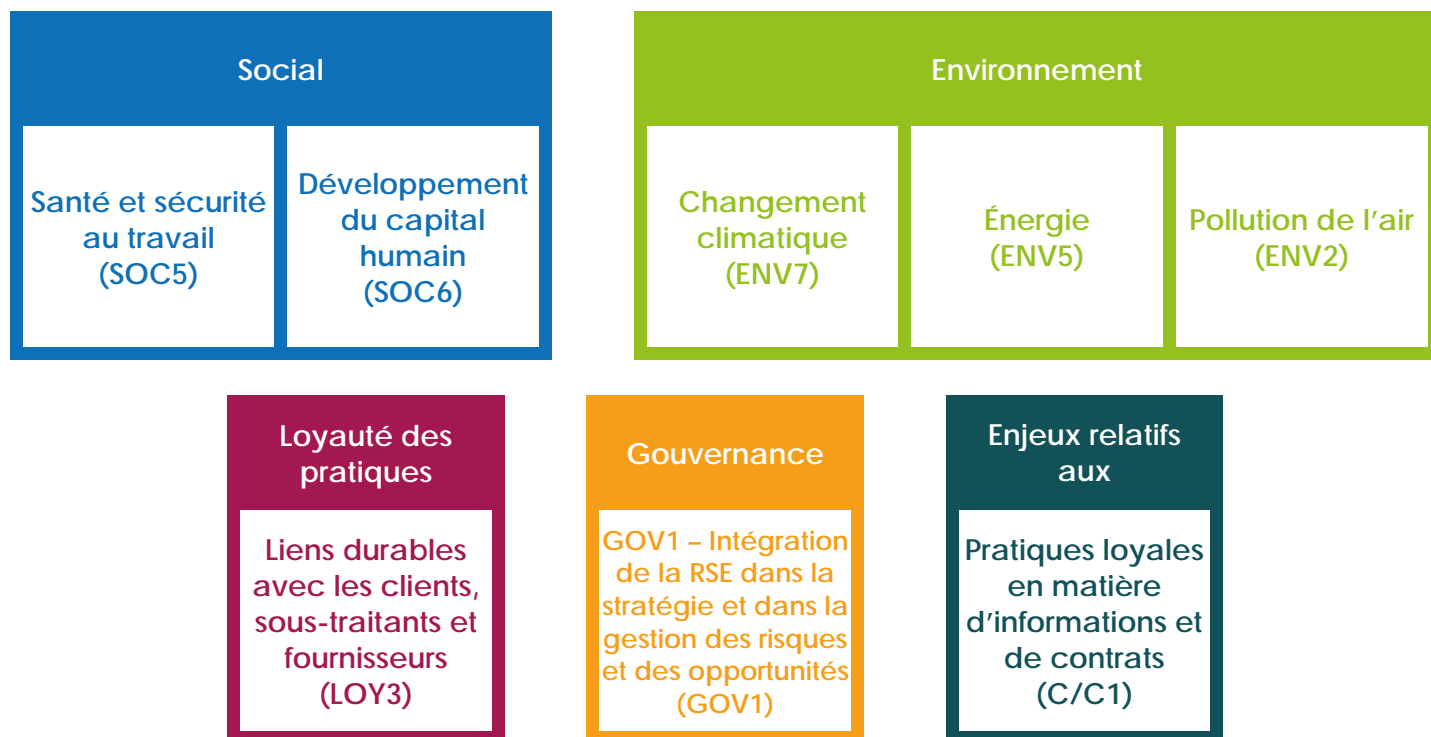 Social
Santé et sécurité
au travail
(SOC5)
Développement
du capital
humain
(SOC6)
Environnement
Changement
climatique
(ENV7)
Énergie
(ENV5)
Pollution de l’air
(ENV2)
Loyauté des
pratiques
Liens durables
avec les clients,
sous-traitants et
fournisseurs
(LOY3)
Gouvernance
GOV1 – Intégration
de la RSE dans la
stratégie et dans la
gestion des risques
et des opportunités
(GOV1)
Enjeux relatifs
aux
Pratiques loyales
en matière
d’informations et
de contrats
(C/C1)